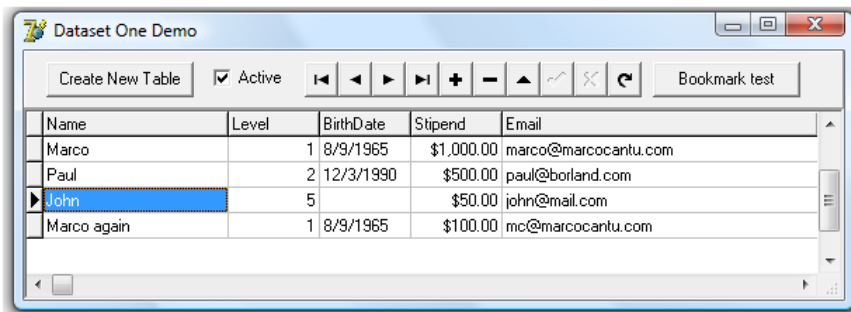 Dataset One Demo
Create New Table Active Bookmark test
Name Level BirthDate Stipend Email
Marco 1 8/9/1965 $1,000.00 marco@marcocantu.com
Paul 2 12/3/1990 $500.00 paul@borland.com
John 5 $50.00 john@mail.com
Marco again 1 8/9/1965 $100.00 mc@marcocantu.com